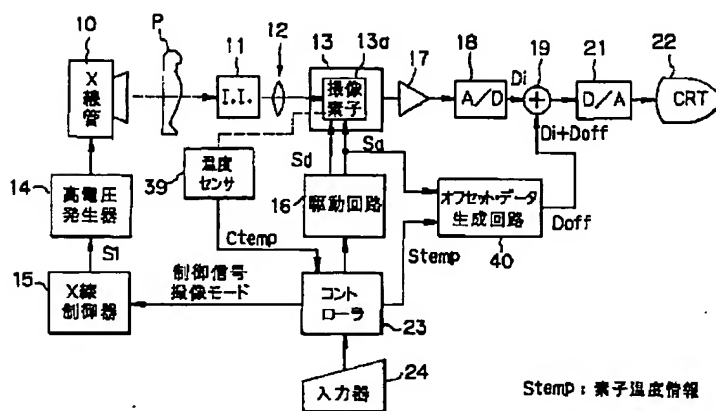 10
P
11
12
13
13a
17
18
19
21
22
X
線
管
I.I.
撮像
素子
A/D
Di
D/A
CRT
Di+Doff
39
温度
センサ
Sd
Sa
14
高電圧
発生器
16
駆動回路
オフセット・データ
生成回路
40
Doff
Ctemp
Stemp
S1
15
X線
制御器
制御信号
撮像モード
コント
ローラ
23
入力器
24
Stemp：素子温度情報